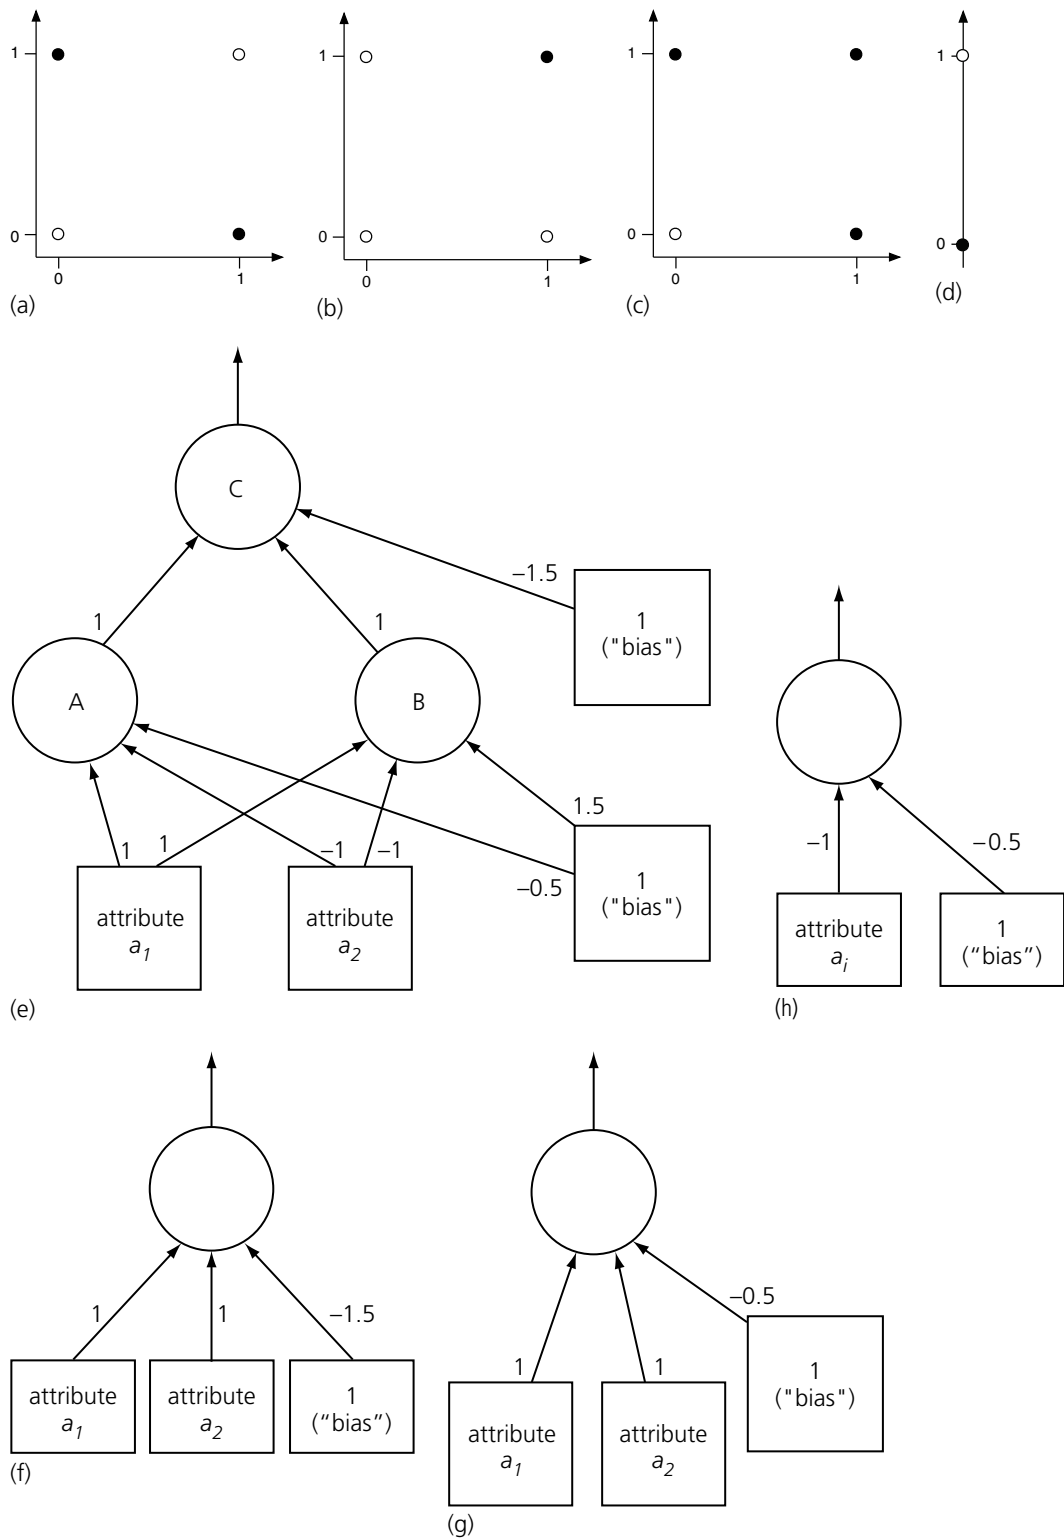 1
0
0
1
(a)
1
0
0
1
(b)
1
0
0
1
(c)
1
0
(d)
C
–1.5
1
("bias")
1
1
A
B
1.5
1
1
–1
–1
–0.5
1
("bias")
attribute
a1
attribute
a2
(e)
–1
–0.5
attribute
ai
1
(“bias”)
(h)
1
1
–1.5
attribute
a1
attribute
a2
1
(“bias”)
(f)
–0.5
1
1
1
("bias")
attribute
a1
attribute
a2
(g)